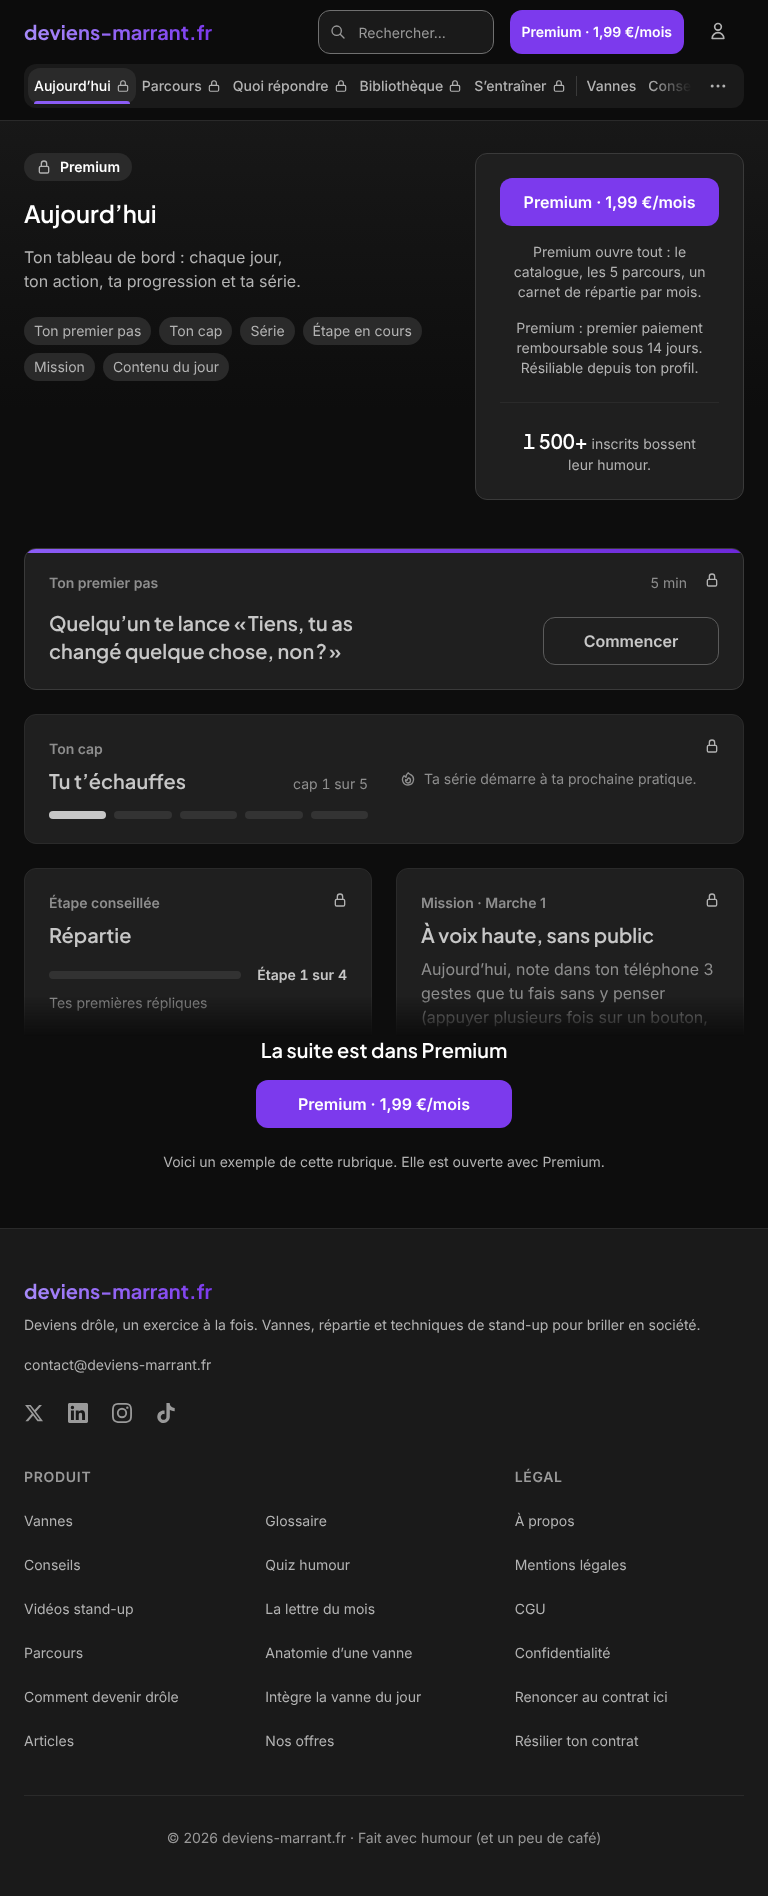 deviens-marrant.fr
Rechercher...
Premium · 1,99 €/mois
Aujourd’hui
Parcours
Quoi répondre
Bibliothèque
S’entraîner
Vannes
Premium
Aujourd’hui
Ton tableau de bord : chaque jour,
ton action, ta progression et ta série.
Ton premier pas
Ton cap
Série
Étape en cours
Mission
Contenu du jour
Premium · 1,99 €/mois
Premium ouvre tout : le
catalogue, les 5 parcours, un
carnet de répartie par mois.
Premium : premier paiement
remboursable sous 14 jours.
Résiliable depuis ton profil.
1 500+ inscrits bossent
leur humour.
Ton premier pas
5 min
Quelqu’un te lance « Tiens, tu as
changé quelque chose, non ? »
Commencer
Ton cap
Tu t’échauffes
cap 1 sur 5
Ta série démarre à ta prochaine pratique.
Étape conseillée
Répartie
Étape 1 sur 4
Tes premières répliques
Mission · Marche 1
À voix haute, sans public
Aujourd’hui, note dans ton téléphone 3
gestes que tu fais sans y penser
(appuyer plusieurs fois sur un bouton,
La suite est dans Premium
Premium · 1,99 €/mois
Voici un exemple de cette rubrique. Elle est ouverte avec Premium.
deviens-marrant.fr
Deviens drôle, un exercice à la fois. Vannes, répartie et techniques de stand-up pour briller en société.
contact@deviens-marrant.fr
PRODUIT
Vannes
Conseils
Vidéos stand-up
Parcours
Comment devenir drôle
Articles
Glossaire
Quiz humour
La lettre du mois
Anatomie d’une vanne
Intègre la vanne du jour
Nos offres
LÉGAL
À propos
Mentions légales
CGU
Confidentialité
Renoncer au contrat ici
Résilier ton contrat
© 2026 deviens-marrant.fr · Fait avec humour (et un peu de café)